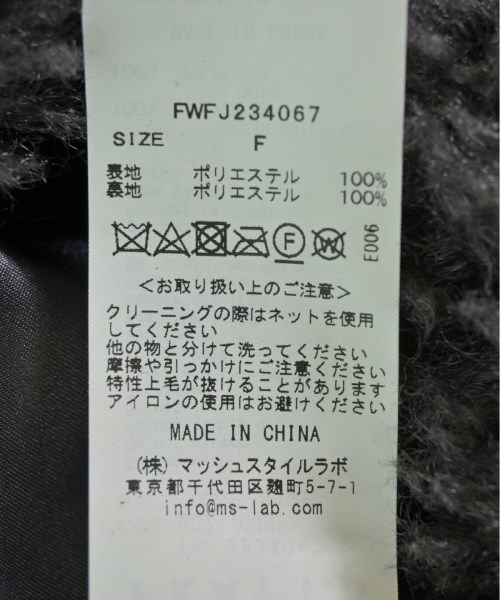 FWFJ234067
SIZE F
表地 ポリエステル 100%
裏地 ポリエステル 100%
F W E006
<お取り扱い上のご注意>
クリーニングの際はネットを使用
してください
他の物と分けて洗ってください
摩擦や引っかけにご注意ください
特性上毛が抜けることがあります
アイロンの使用はお避けください
MADE IN CHINA
(株)マッシュスタイルラボ
東京都千代田区麹町5-7-1
info@ms-lab.com